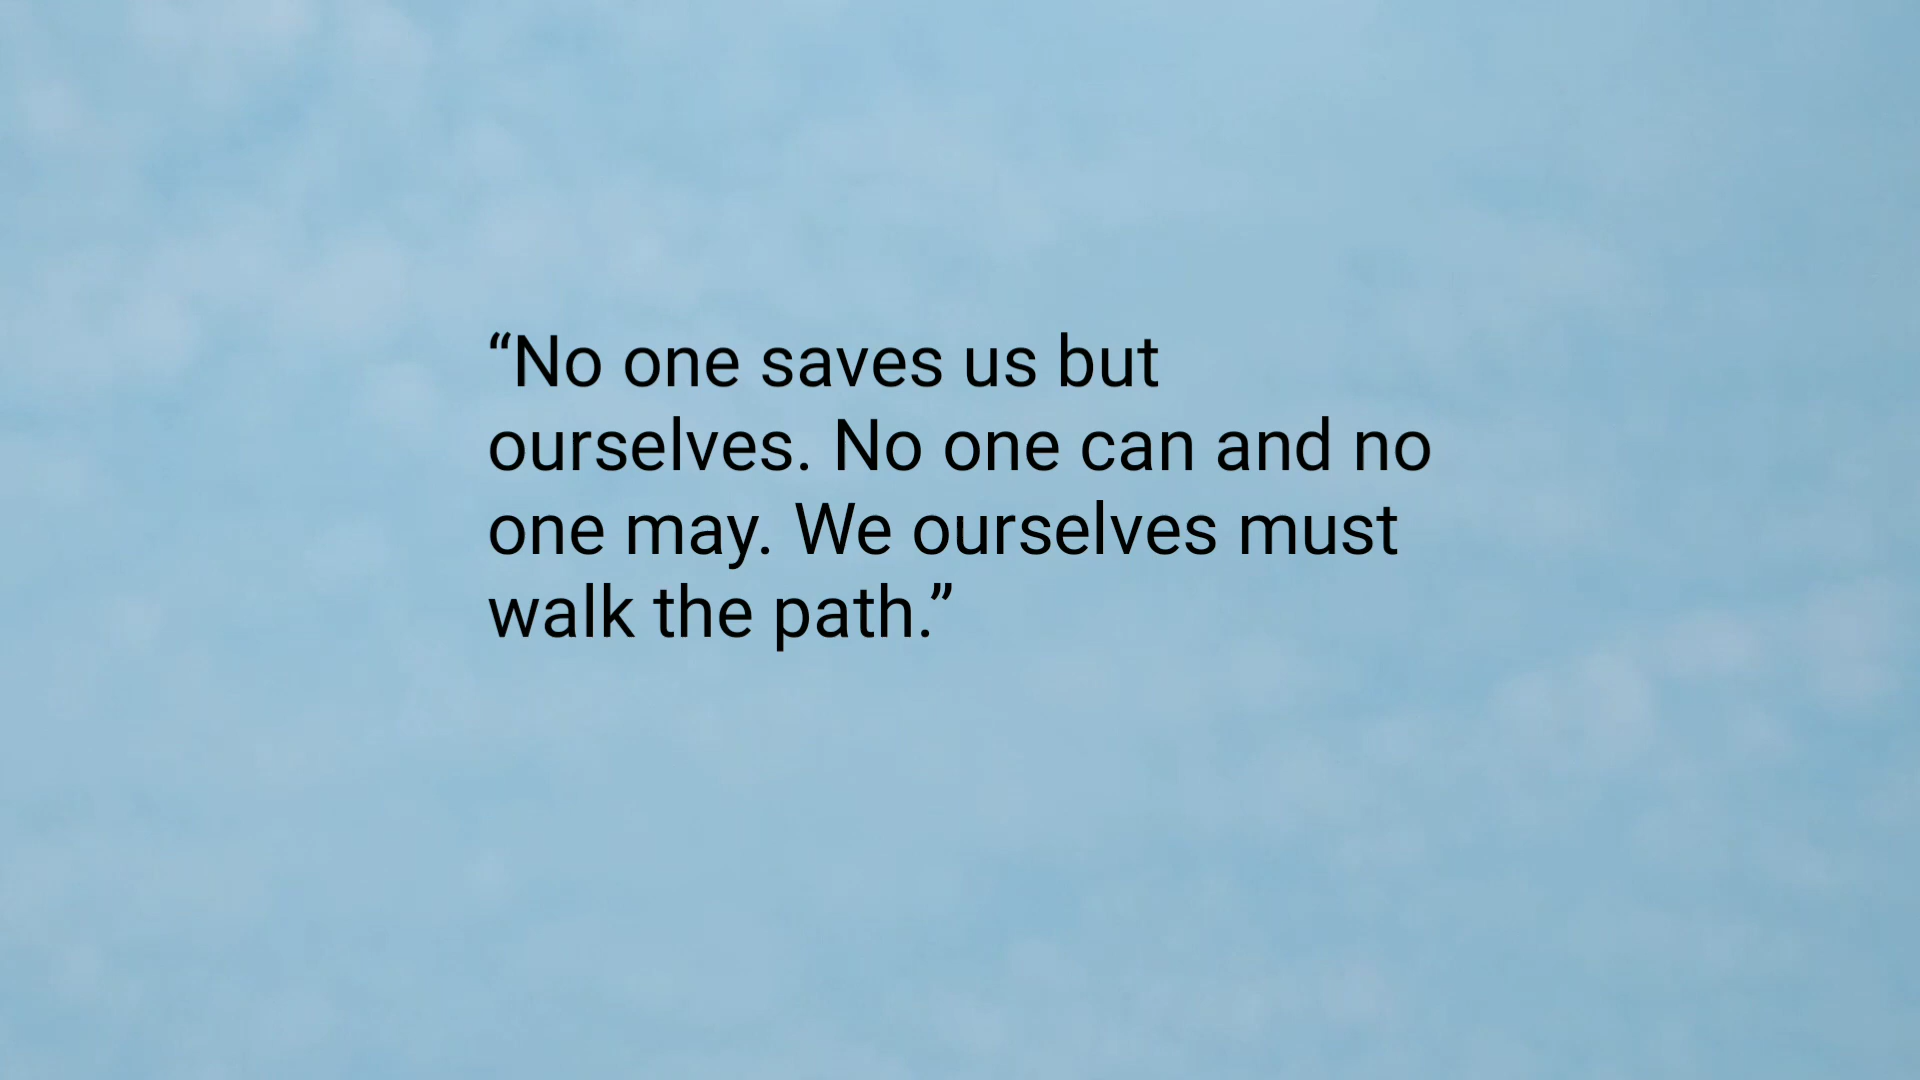 “No one saves us but
ourselves. No one can and no
one may. We ourselves must
walk the path.”